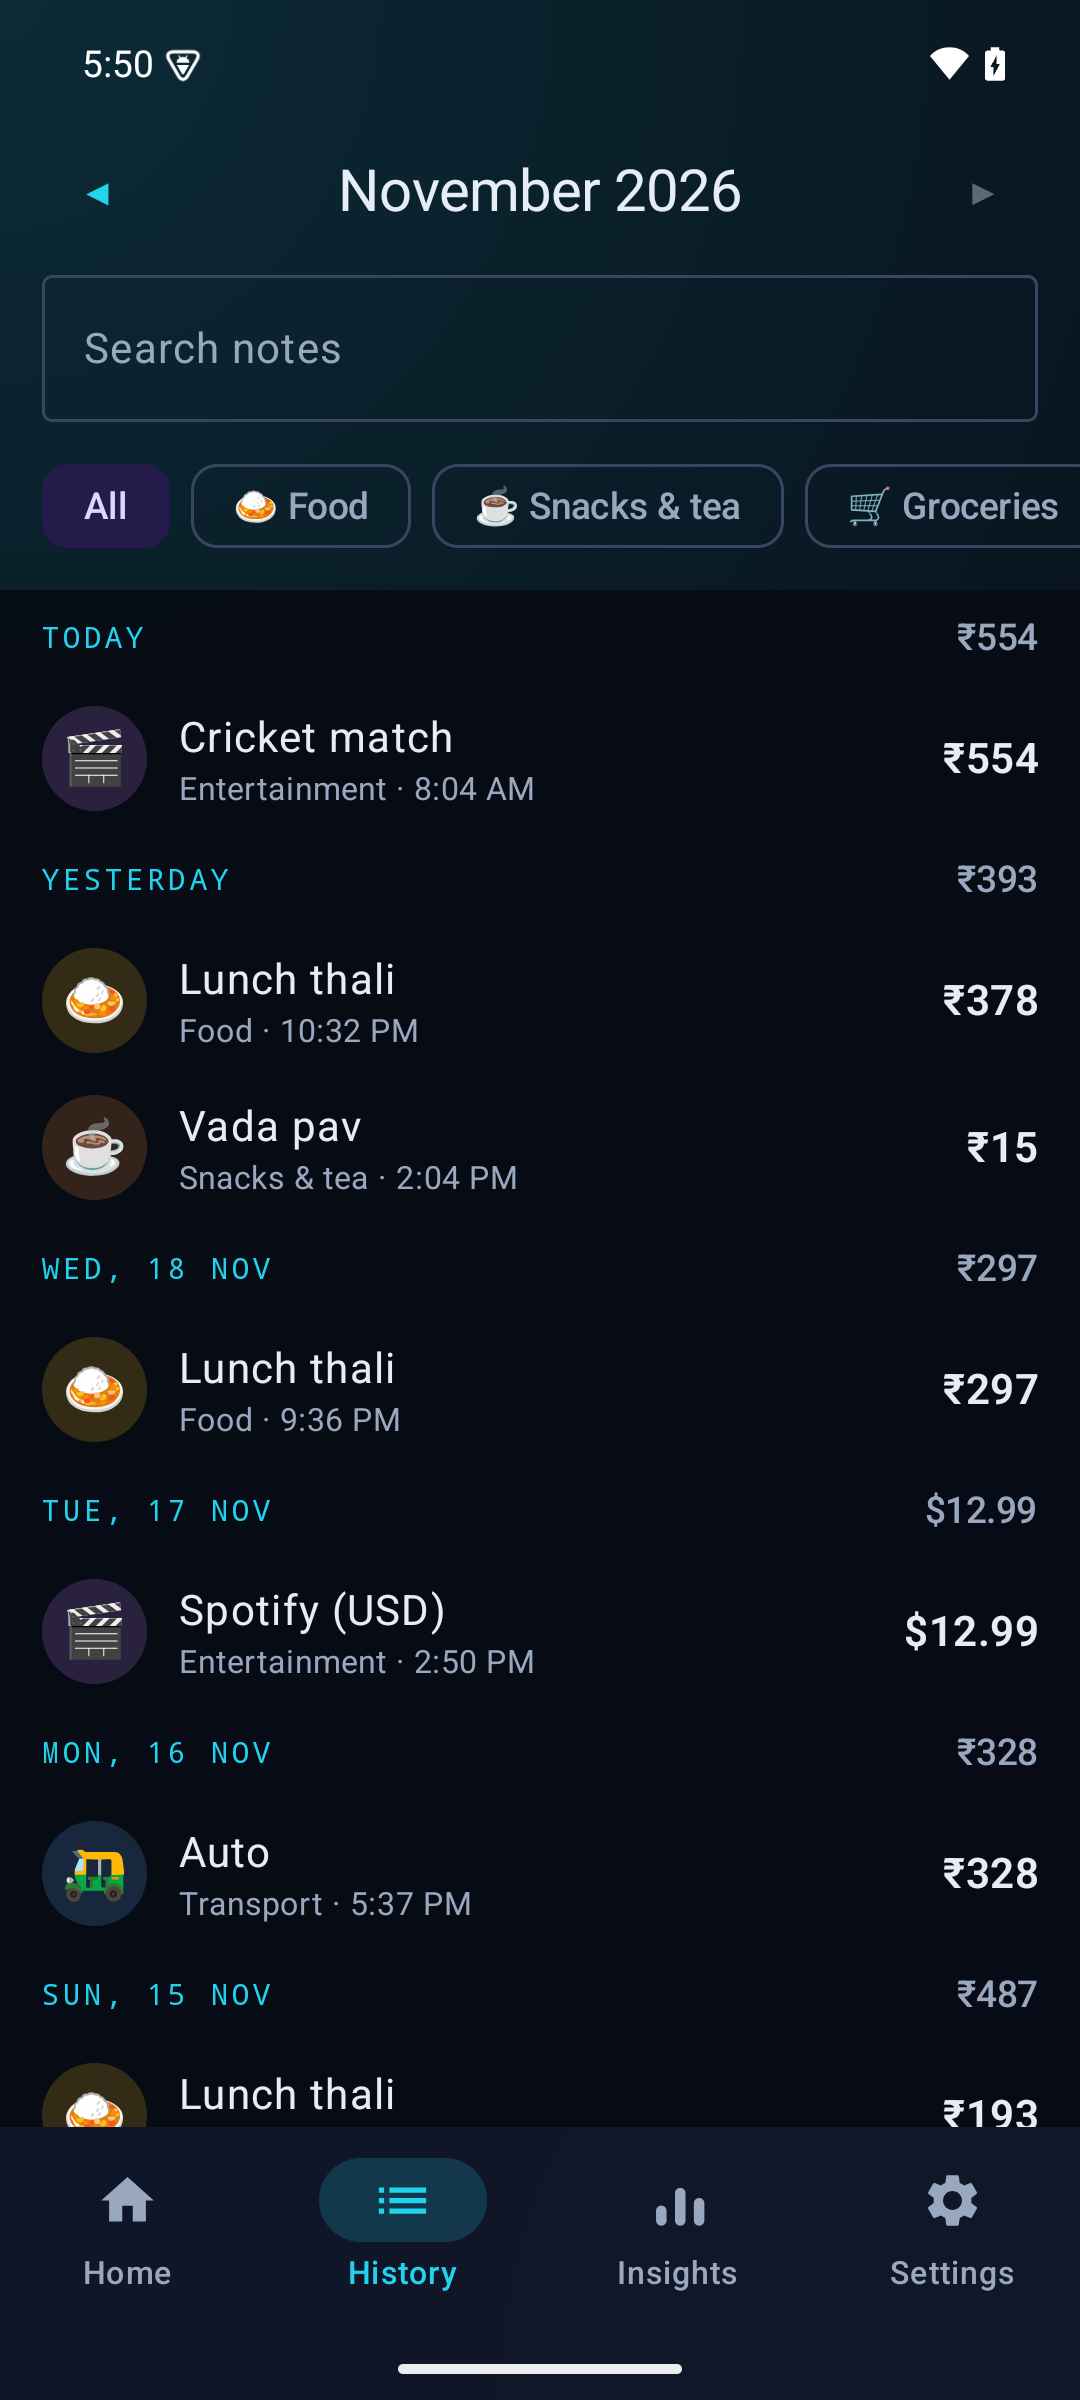 5:50
◀ November 2026 ▶
Search notes
All Food Snacks & tea Groceries
TODAY ₹554
Cricket match
Entertainment · 8:04 AM
₹554
YESTERDAY ₹393
Lunch thali
Food · 10:32 PM
₹378
Vada pav
Snacks & tea · 2:04 PM
₹15
WED, 18 NOV ₹297
Lunch thali
Food · 9:36 PM
₹297
TUE, 17 NOV $12.99
Spotify (USD)
Entertainment · 2:50 PM
$12.99
MON, 16 NOV ₹328
Auto
Transport · 5:37 PM
₹328
SUN, 15 NOV ₹487
Lunch thali
₹193
Home History Insights Settings